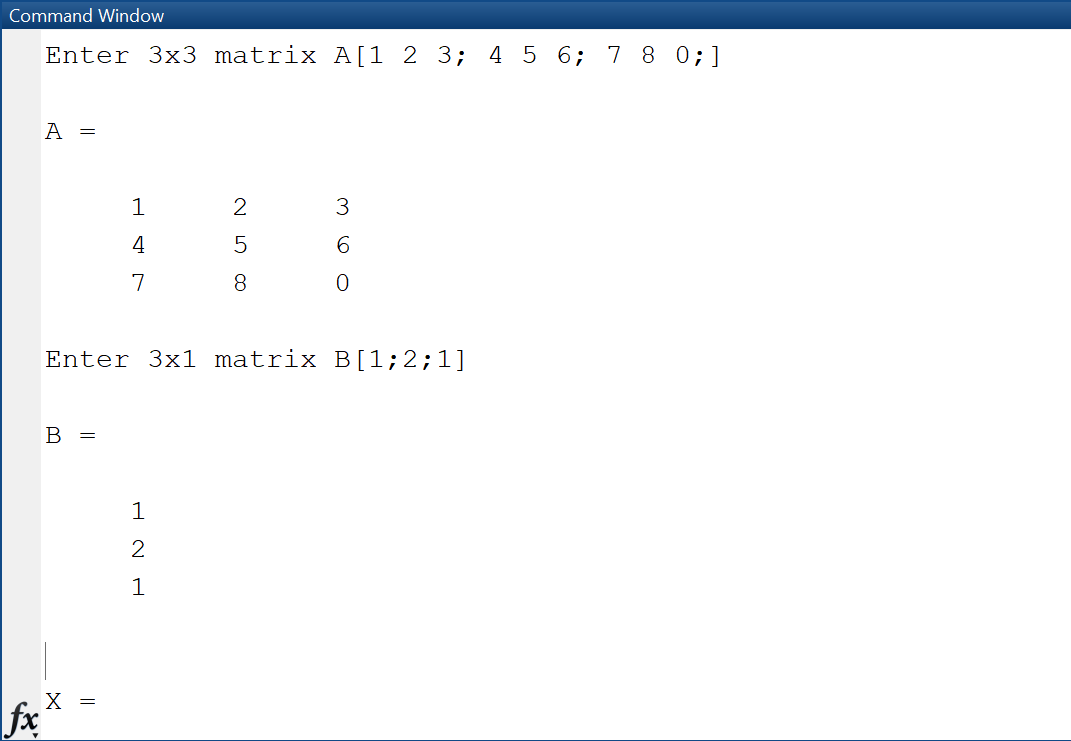 Command Window
Enter 3x3 matrix A[1 2 3; 4 5 6; 7 8 0;]
A =
1 2 3
4 5 6
7 8 0
Enter 3x1 matrix B[1;2;1]
B =
1
2
1
X =
fx